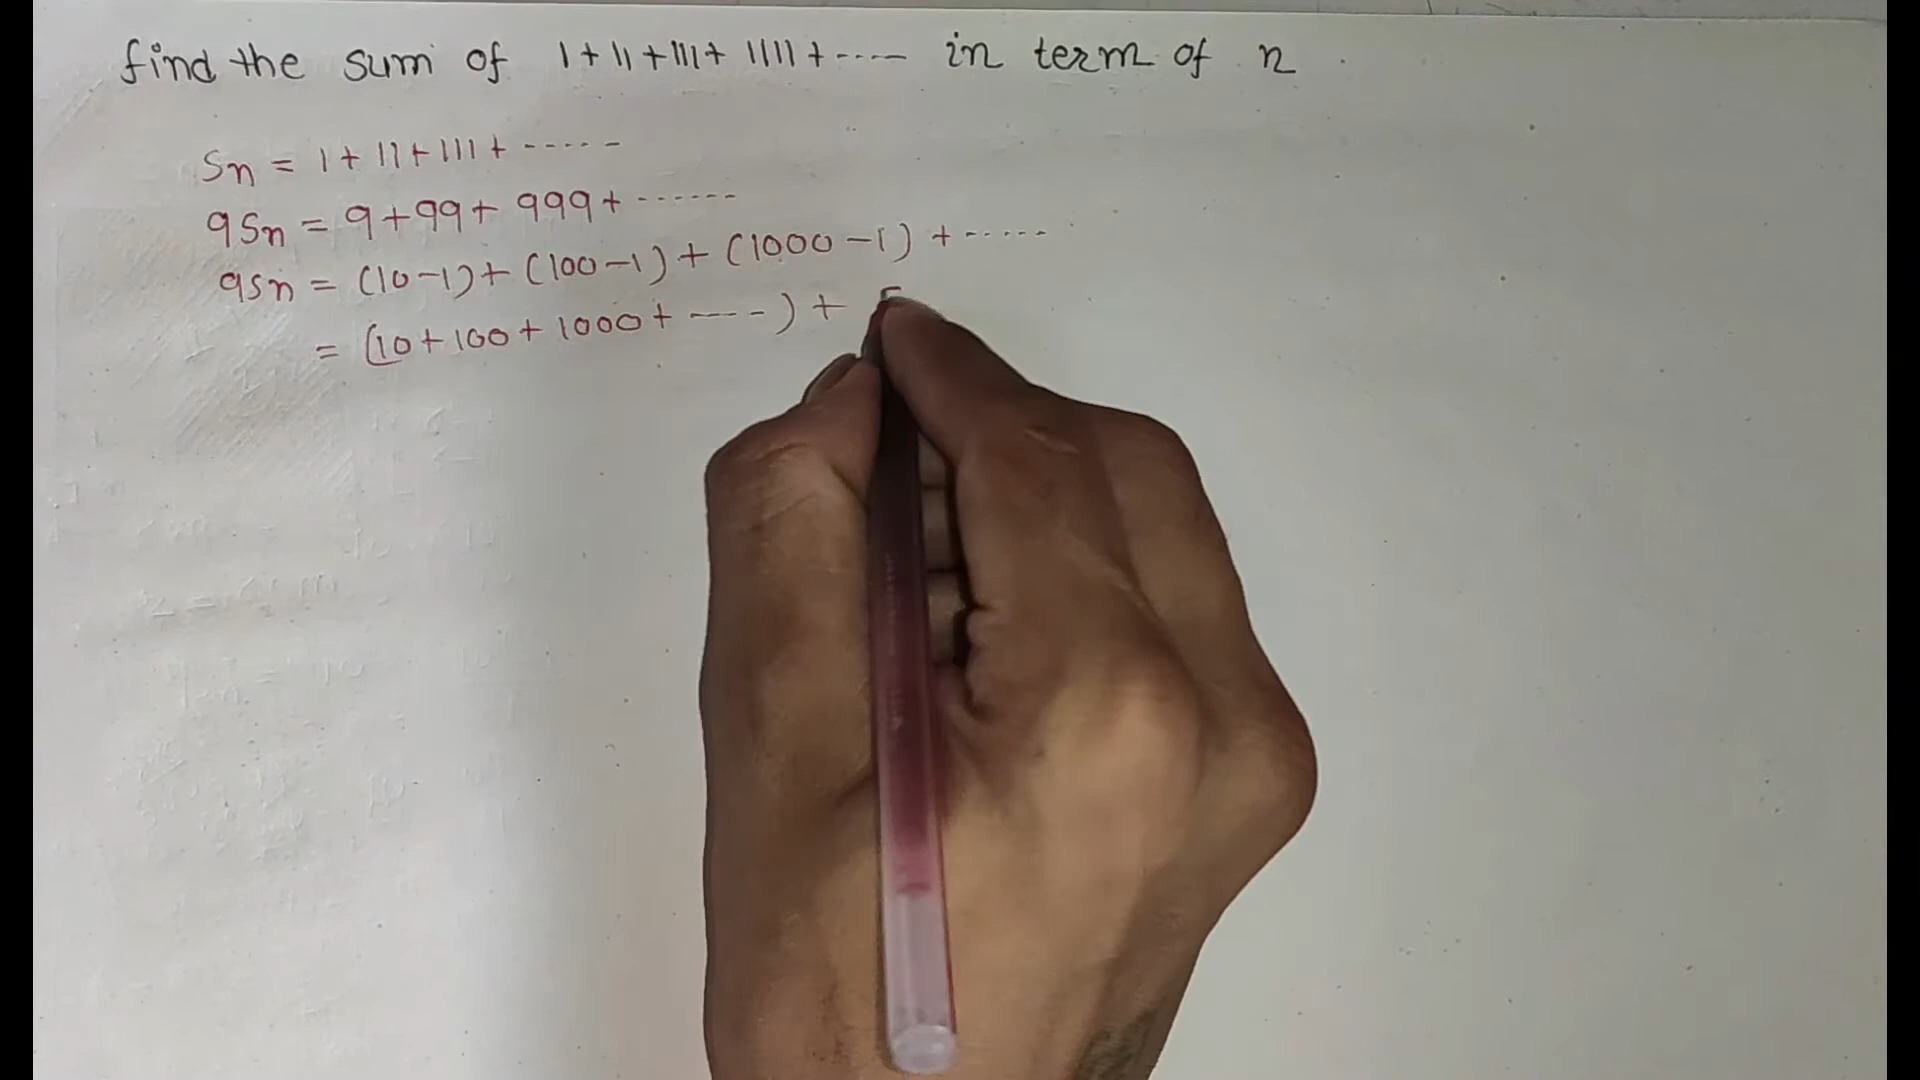 find the sum of 1 + 11 + 111 + 1111 + ---- in term of n
Sn = 1 + 11 + 111 + -----
9Sn = 9 + 99 + 999 + ------
9Sn = (10 - 1) + (100 - 1) + (1000 - 1) + -----
= (10 + 100 + 1000 + ----) +